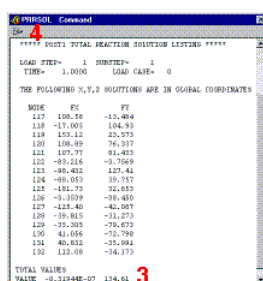 PRRSOL Command
File
4
***** POST1 TOTAL REACTION SOLUTION LISTING *****
LOAD STEP= 1 SUBSTEP= 1
TIME= 1.0000 LOAD CASE= 0
THE FOLLOWING X,Y,Z SOLUTIONS ARE IN GLOBAL COORDINATES
NODE FX FY
117 108.58 -13.484
118 -17.005 104.93
119 153.12 23.573
120 108.89 76.337
121 107.77 81.433
122 -83.216 -3.7569
123 -98.432 127.41
124 -88.053 39.757
125 -181.73 32.853
126 -3.3539 -38.450
127 -125.40 -42.087
128 -39.815 -31.273
129 -35.305 -79.673
130 41.056 -72.798
131 40.832 -35.991
132 112.08 -34.173
TOTAL VALUES
VALUE -0.31944E-07 134.61
3